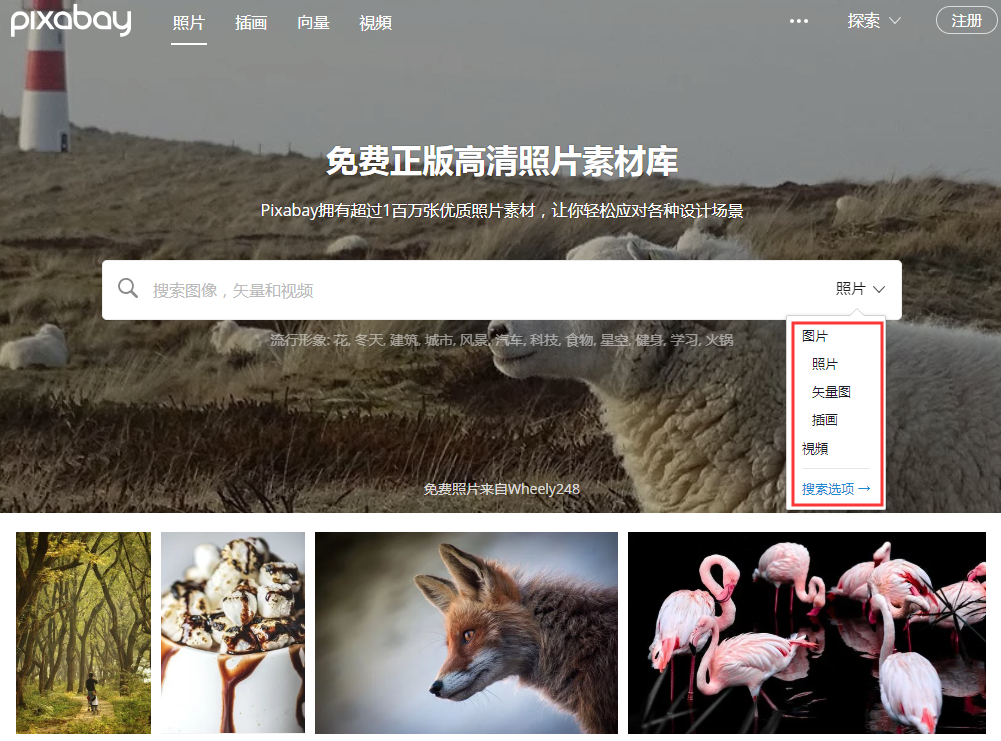 pixabay 照片 插画 向量 視頻 ••• 探索 注册
免费正版高清照片素材库
Pixabay拥有超过1百万张优质照片素材，让你轻松应对各种设计场景
搜索图像，矢量和视频 照片
流行形象: 花, 冬天, 建筑, 城市, 风景, 汽车, 科技, 食物, 星空, 健身, 学习, 火锅
图片
照片
矢量图
插画
視頻
搜索选项 →
免费照片来自Wheely248